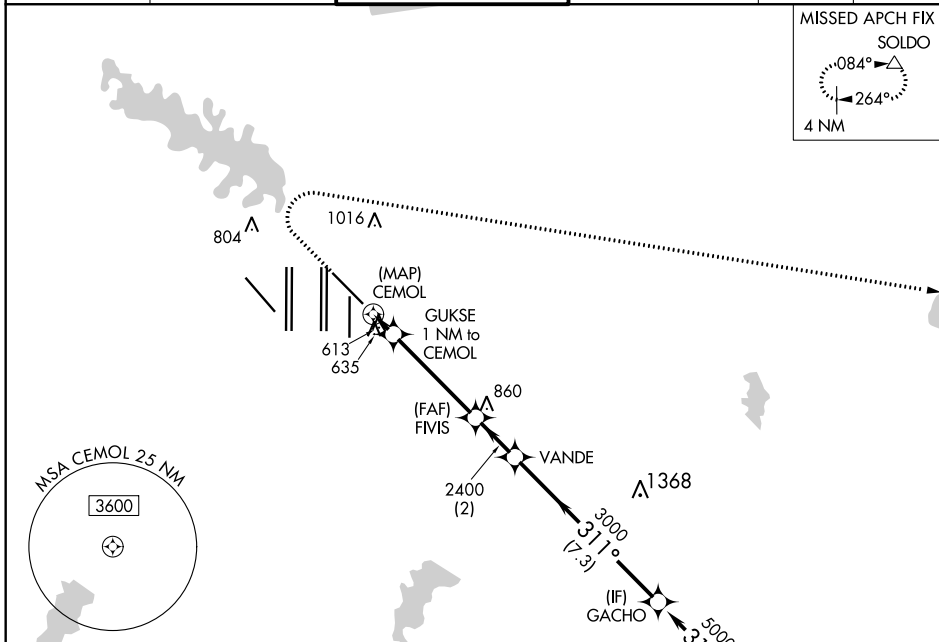 MISSED APCH FIX
SOLDO
084°
264°
4 NM
1016
804
(MAP)
CEMOL
GUKSE
1 NM to
CEMOL
613
635
860
(FAF)
FIVIS
VANDE
2400
(2)
1368
MSA CEMOL 25 NM
3600
3000
311°
(7.3)
(IF)
GACHO
5000